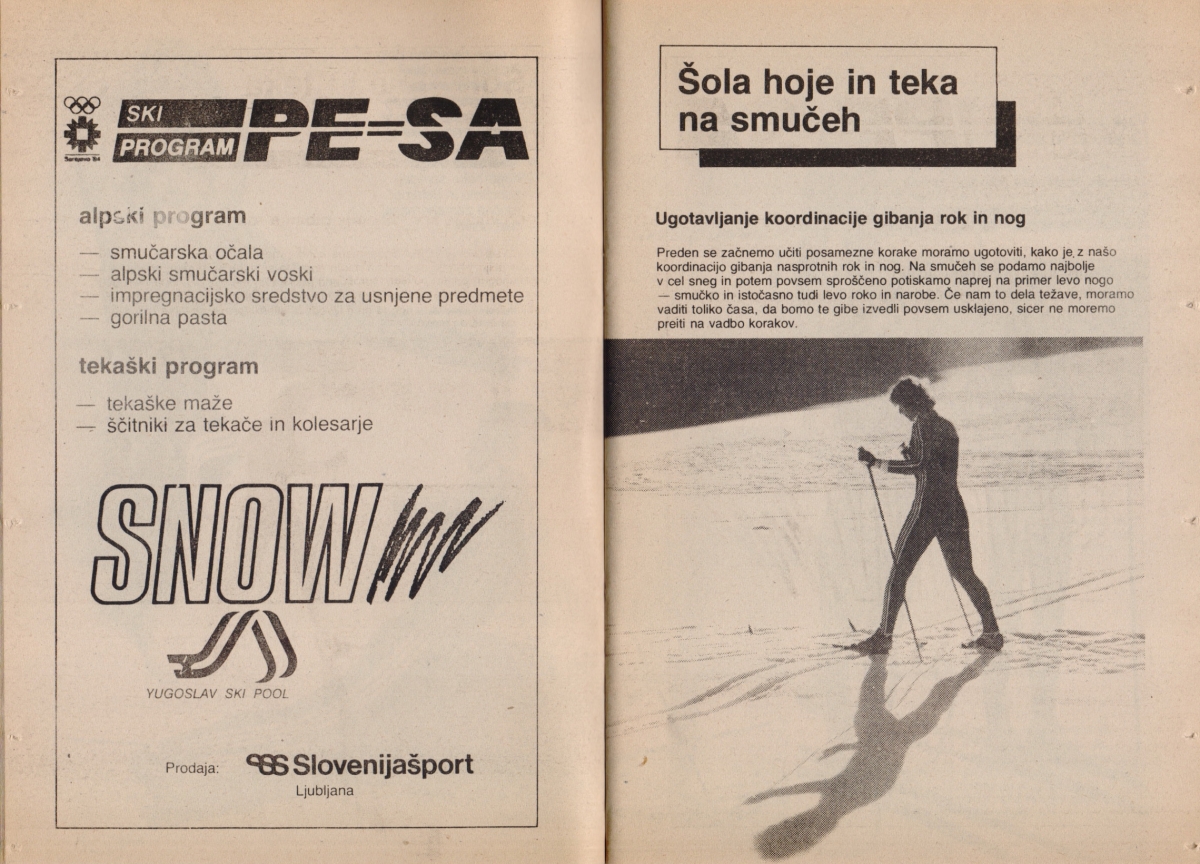 SKI
PROGRAM
PE-SA
Sarajevo '84
alpski program
— smučarska očala
— alpski smučarski voski
— impregnacijsko sredstvo za usnjene predmete
— gorilna pasta
tekaški program
— tekaške maže
— ščitniki za tekače in kolesarje
SNOW
YUGOSLAV SKI POOL
Prodaja: Slovenijašport
Ljubljana
Šola hoje in teka
na smučeh
Ugotavljanje koordinacije gibanja rok in nog
Preden se začnemo učiti posamezne korake moramo ugotoviti, kako je z našo
koordinacijo gibanja nasprotnih rok in nog. Na smučeh se podamo najbolje
v cel sneg in potem povsem sproščeno potiskamo naprej na primer levo nogo
— smučko in istočasno tudi levo roko in narobe. Če nam to dela težave, moramo
vaditi toliko časa, da bomo te gibe izvedli povsem usklajeno, sicer ne moremo
preiti na vadbo korakov.